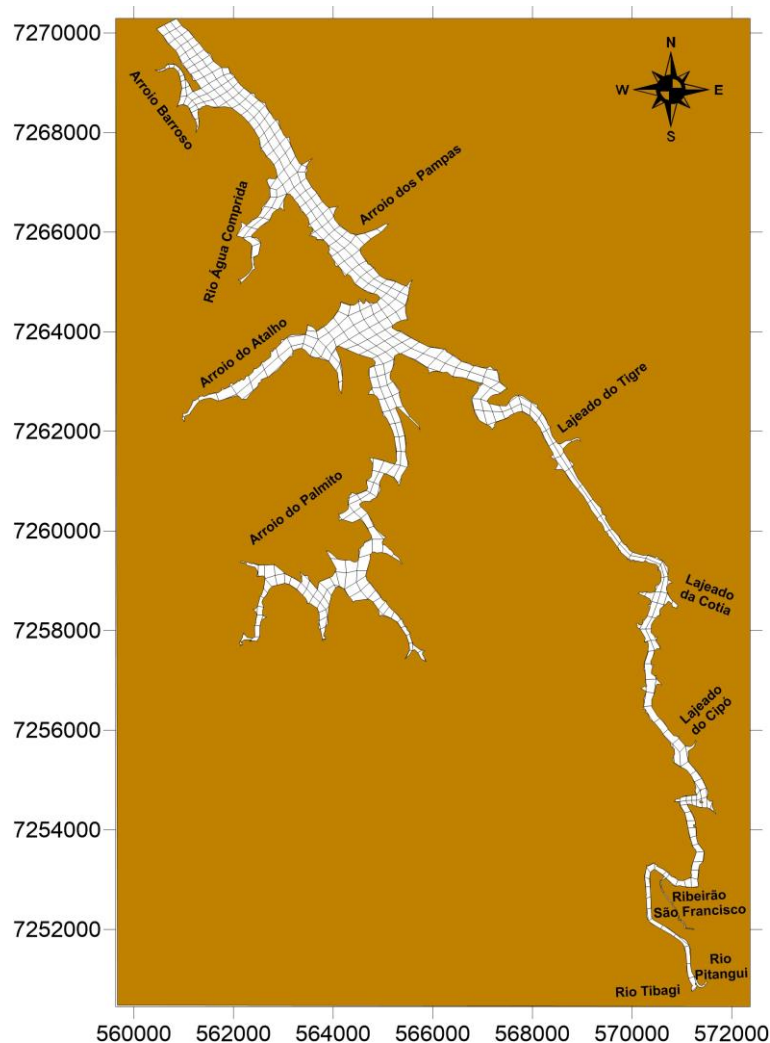 7270000
7268000
7266000
7264000
7262000
7260000
7258000
7256000
7254000
7252000
N
W
E
S
Arroio Barroso
Rio Água Comprida
Arroio dos Pampas
Arroio do Atalho
Lajeado do Tigre
Arroio do Palmito
Lajeado
da Cotia
Lajeado
do Cipó
Ribeirão
São Francisco
Rio
Pitangui
Rio Tibagi
560000 562000 564000 566000 568000 570000 572000